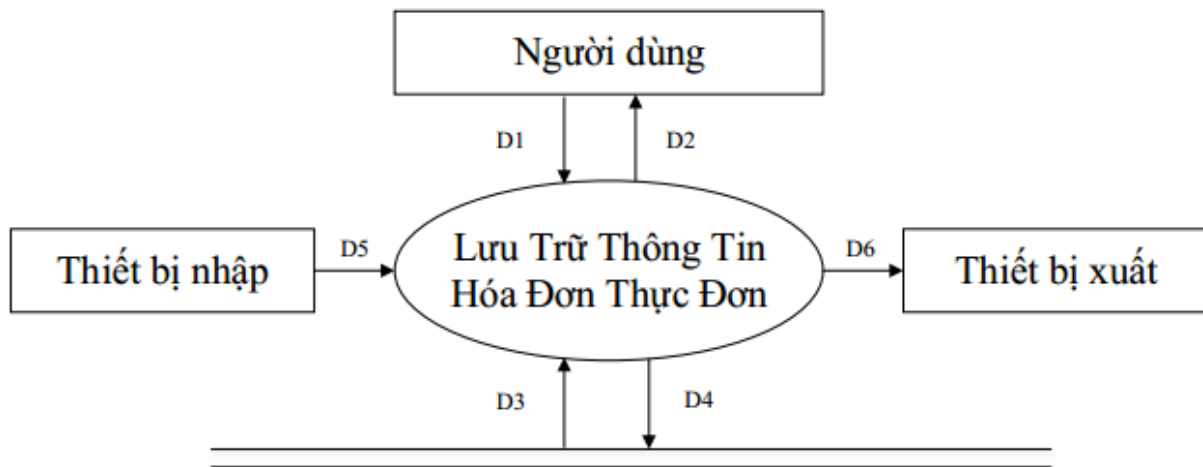 Người dùng
D1
D2
Thiết bị nhập
D5
Lưu Trữ Thông Tin
Hóa Đơn Thực Đơn
D6
Thiết bị xuất
D3
D4